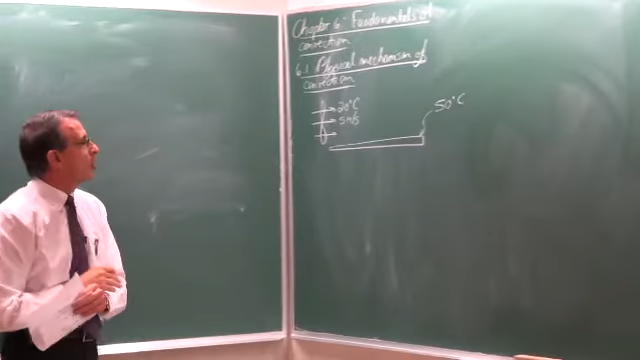 Chapter 6: Fundamentals of
convection
6.1 Physical mechanism of
convection
20°C
5 m/s
50°C